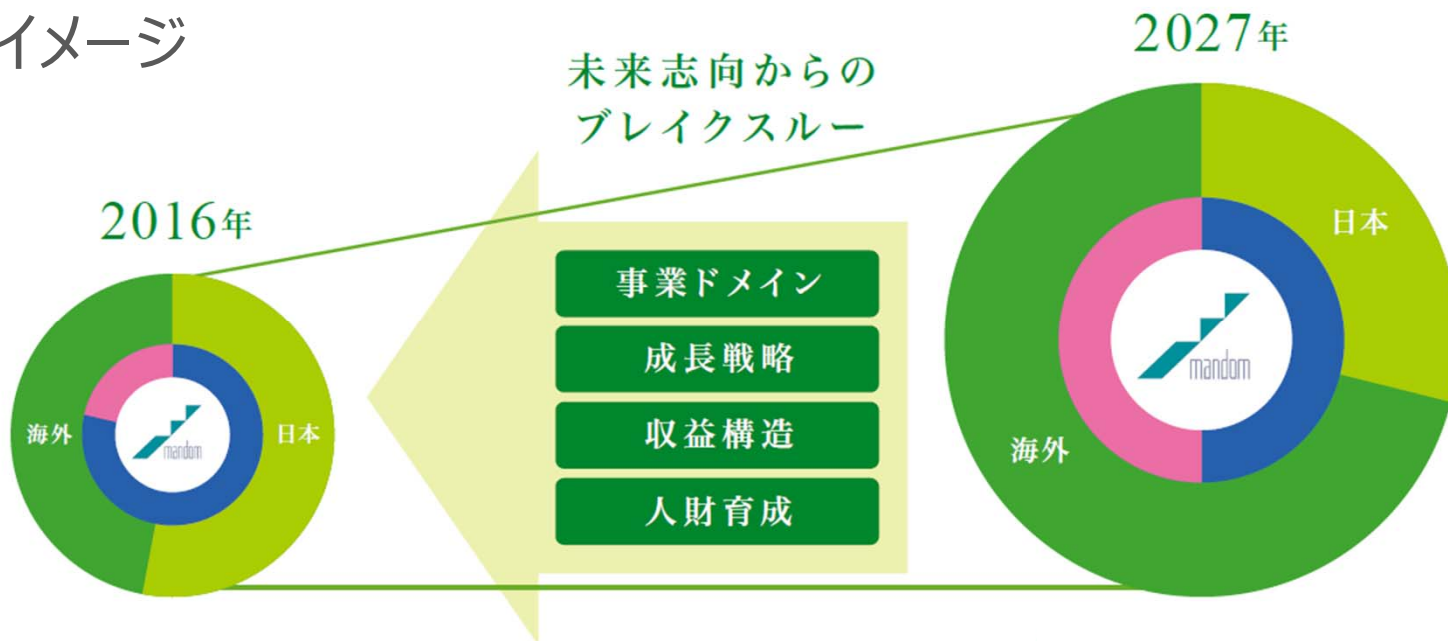 イメージ
2027年
未来志向からの
ブレイクスルー
2016年
事業ドメイン
成長戦略
収益構造
人財育成
海外
日本
mandom
日本
海外
mandom